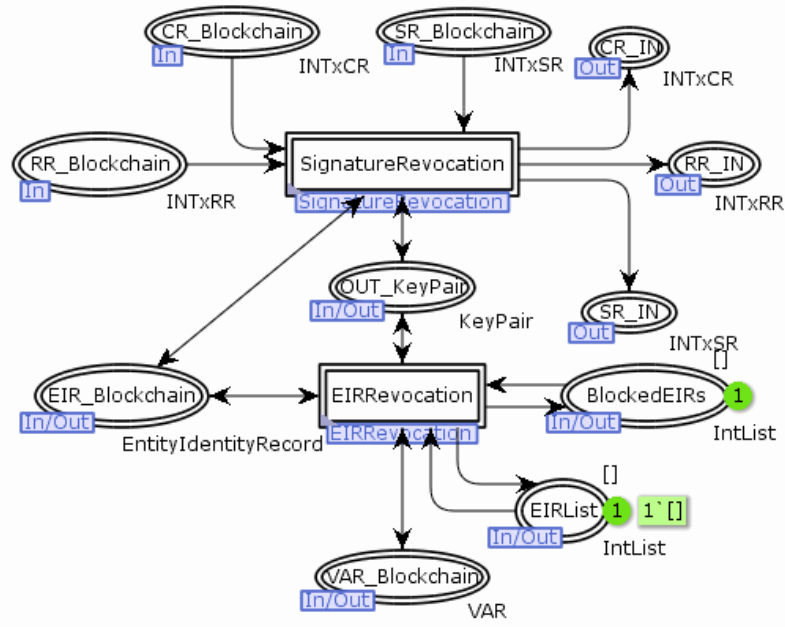 CR_Blockchain
In
INTxCR
SR_Blockchain
In
INTxSR
CR_IN
Out
INTxCR
RR_Blockchain
In
INTxRR
SignatureRevocation
SignatureRevocation
RR_IN
Out
INTxRR
OUT_KeyPair
In/Out
KeyPair
SR_IN
Out
INTxSR
[]
EIR_Blockchain
In/Out
EntityIdentityRecord
EIRRevocation
EIRRevocation
BlockedEIRs
1
In/Out
IntList
[]
EIRList
1
1`[]
In/Out
IntList
VAR_Blockchain
In/Out
VAR